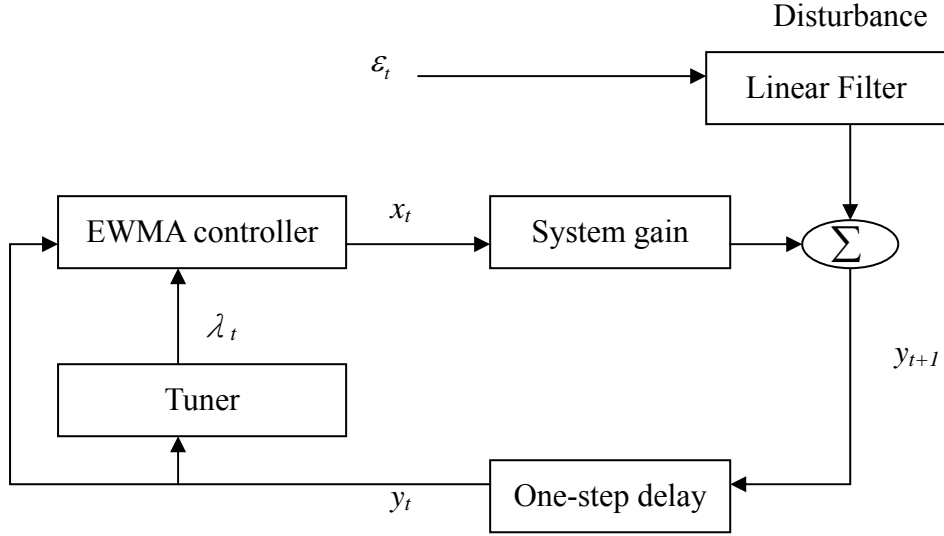 Disturbance
εt
Linear Filter
EWMA controller
xt
System gain
Σ
λt
yt+1
Tuner
yt
One-step delay